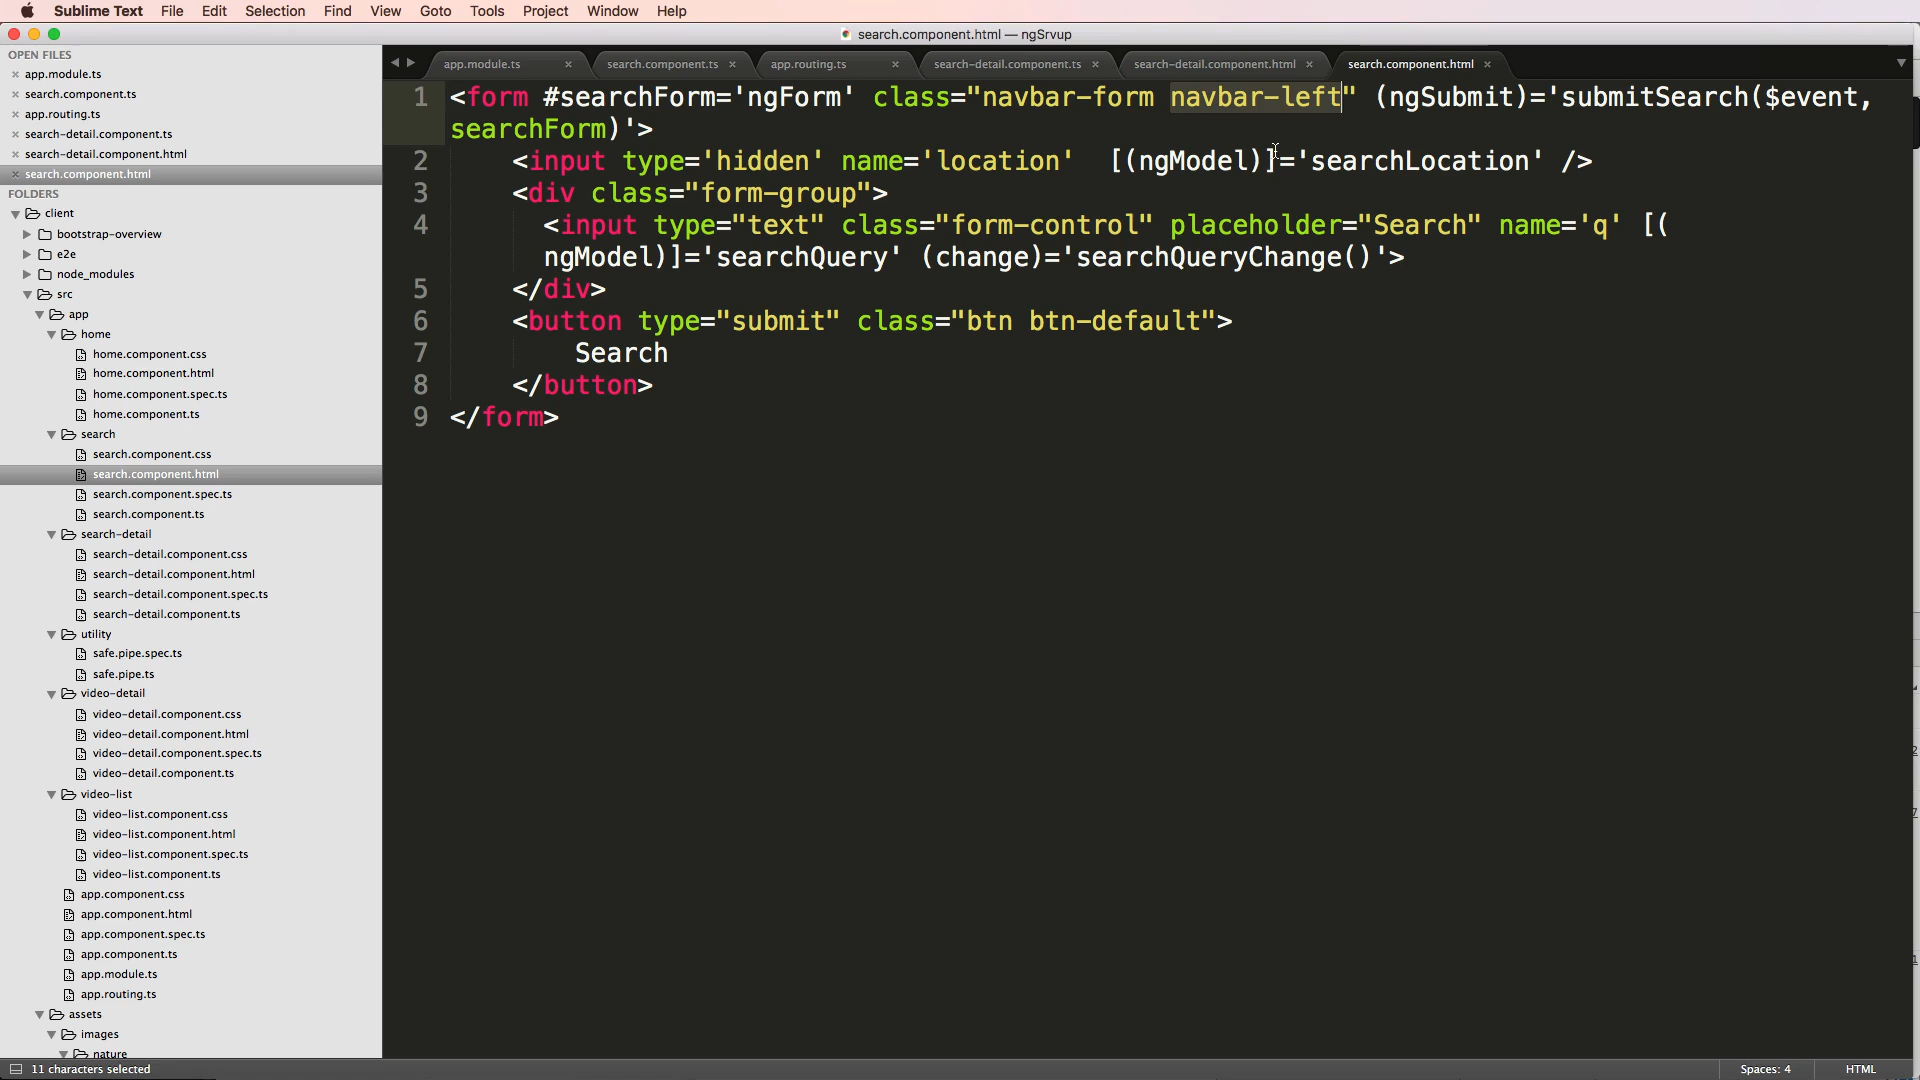 Sublime Text File Edit Selection Find View Goto Tools Project Window Help
search.component.html — ngSrvup
OPEN FILES
app.module.ts
search.component.ts
app.routing.ts
search-detail.component.ts
search-detail.component.html
search.component.html
FOLDERS
client
bootstrap-overview
e2e
node_modules
src
app
home
home.component.css
home.component.html
home.component.spec.ts
home.component.ts
search
search.component.css
search.component.html
search.component.spec.ts
search.component.ts
search-detail
search-detail.component.css
search-detail.component.html
search-detail.component.spec.ts
search-detail.component.ts
utility
safe.pipe.spec.ts
safe.pipe.ts
video-detail
video-detail.component.css
video-detail.component.html
video-detail.component.spec.ts
video-detail.component.ts
video-list
video-list.component.css
video-list.component.html
video-list.component.spec.ts
video-list.component.ts
app.component.css
app.component.html
app.component.spec.ts
app.component.ts
app.module.ts
app.routing.ts
assets
images
nature
app.module.ts search.component.ts app.routing.ts search-detail.component.ts search-detail.component.html search.component.html
1 <form #searchForm='ngForm' class="navbar-form navbar-left" (ngSubmit)='submitSearch($event,
searchForm)'>
2 <input type='hidden' name='location'  [(ngModel)]='searchLocation' />
3 <div class="form-group">
4 <input type="text" class="form-control" placeholder="Search" name='q' [(
ngModel)]='searchQuery' (change)='searchQueryChange()'>
5 </div>
6 <button type="submit" class="btn btn-default">
7 Search
8 </button>
9 </form>
11 characters selected Spaces: 4 HTML